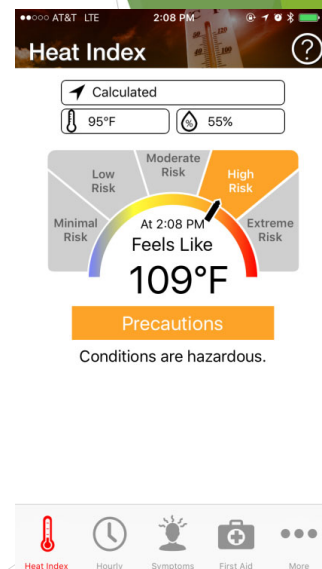 AT&T LTE 2:08 PM
Heat Index ?
Calculated
95°F % 55%
Minimal
Risk
Low
Risk
Moderate
Risk
High
Risk
Extreme
Risk
At 2:08 PM
Feels Like
109°F
Precautions
Conditions are hazardous.
Heat Index Hourly Symptoms First Aid More